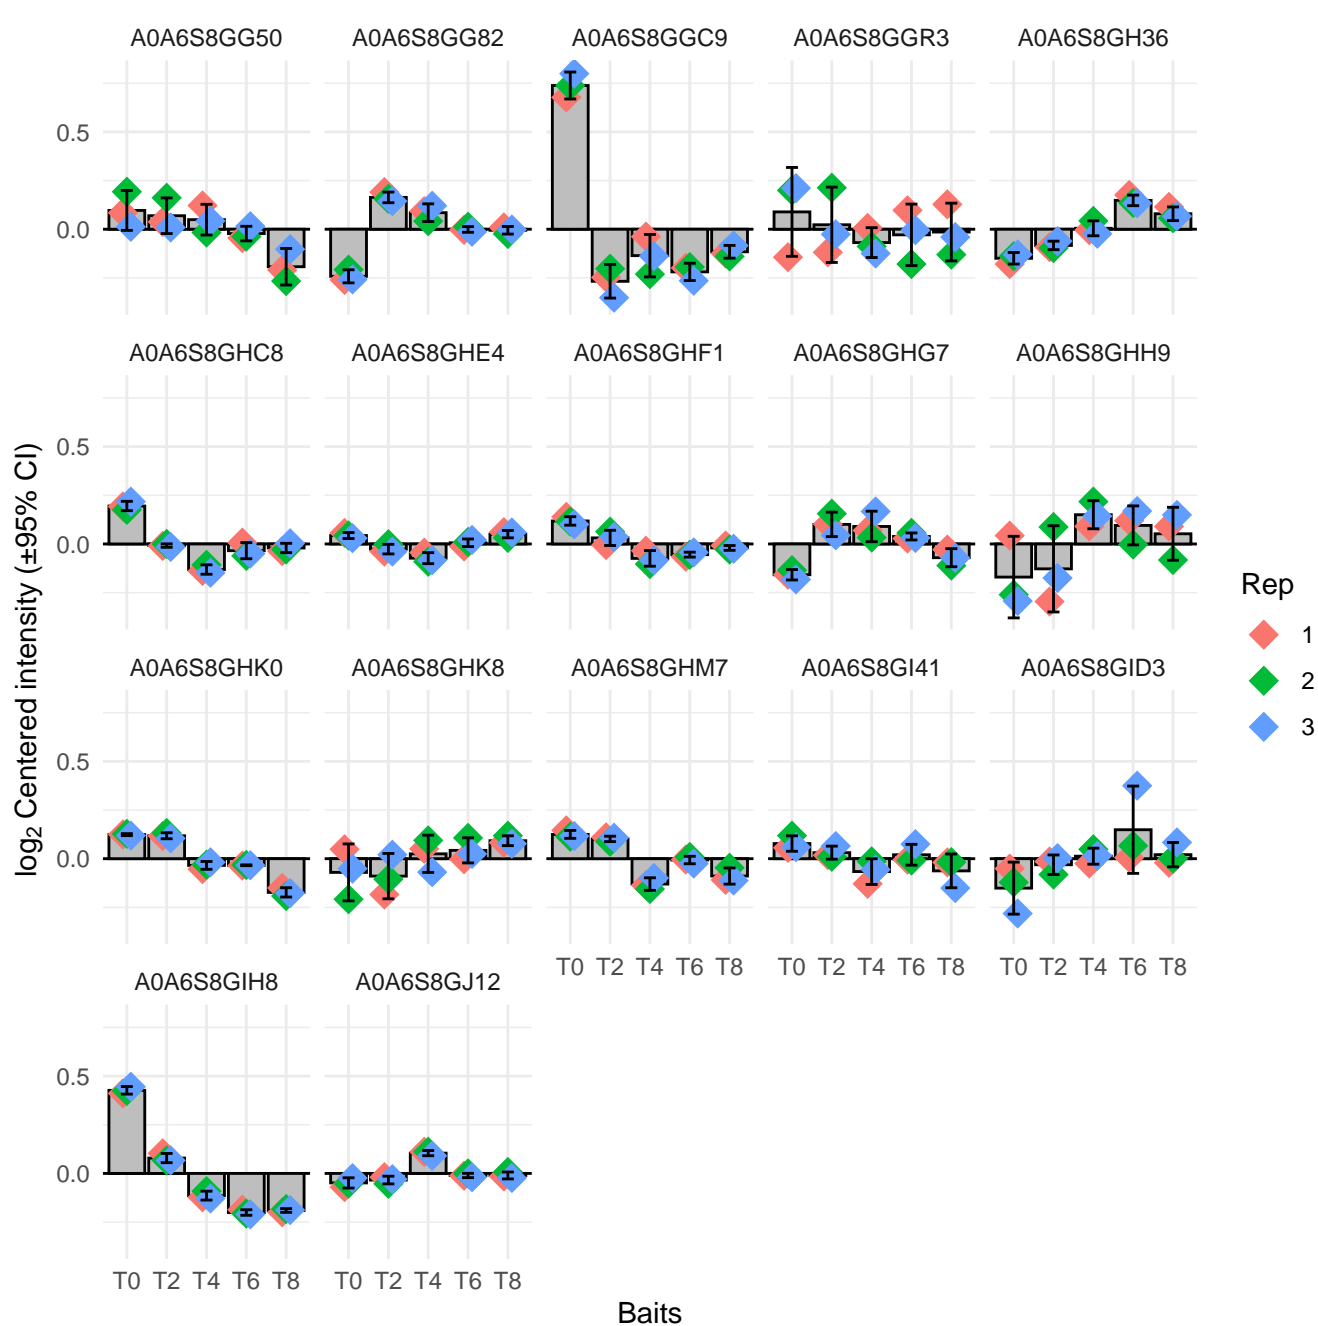 A0A6S8GG50 A0A6S8GG82 A0A6S8GGC9 A0A6S8GGR3 A0A6S8GH36
0.5
0.0
A0A6S8GHC8 A0A6S8GHE4 A0A6S8GHF1 A0A6S8GHG7 A0A6S8GHH9
0.5
0.0
A0A6S8GHK0 A0A6S8GHK8 A0A6S8GHM7 A0A6S8GI41 A0A6S8GID3
0.5
0.0
T0 T2 T4 T6 T8 T0 T2 T4 T6 T8 T0 T2 T4 T6 T8
A0A6S8GIH8 A0A6S8GJ12
0.5
0.0
T0 T2 T4 T6 T8 T0 T2 T4 T6 T8
Baits
log₂ Centered intensity (±95% CI)
Rep
1
2
3